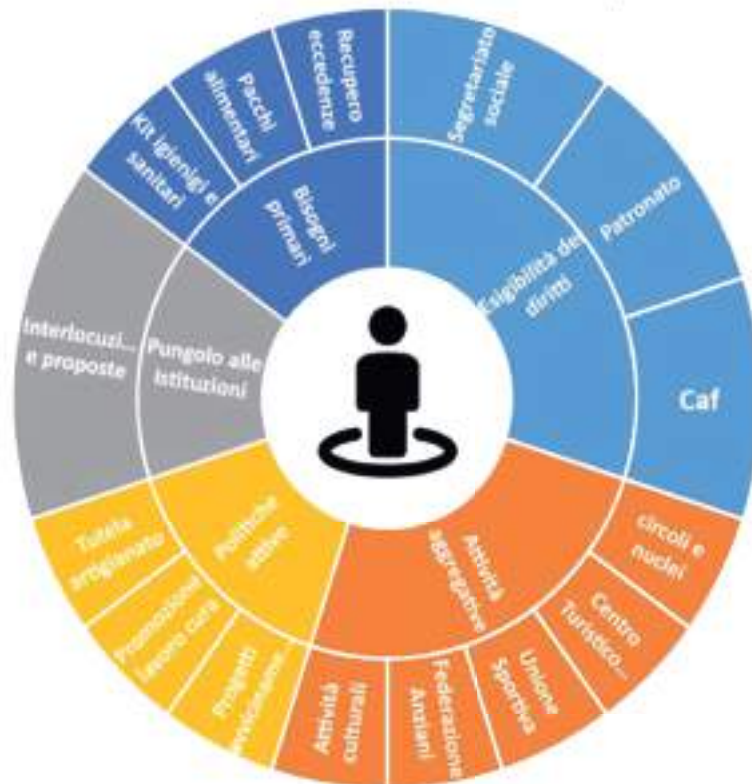 Recupero
eccedenze
Pacchi
alimentari
Kit igienigi e
sanitari
Bisogni
primari
Segretariato
sociale
Patronato
Caf
Esigibilità dei
diritti
Interlocuzi...
e proposte
Pungolo alle
istituzioni
Tutela
artigianato
Promozione
lavoro cura
Progetti
Politiche
attive
Attività
aggregative
circoli e
nuclei
Centro
Turistico...
Unione
Sportiva
Federazione
Anziani
Attività
culturali